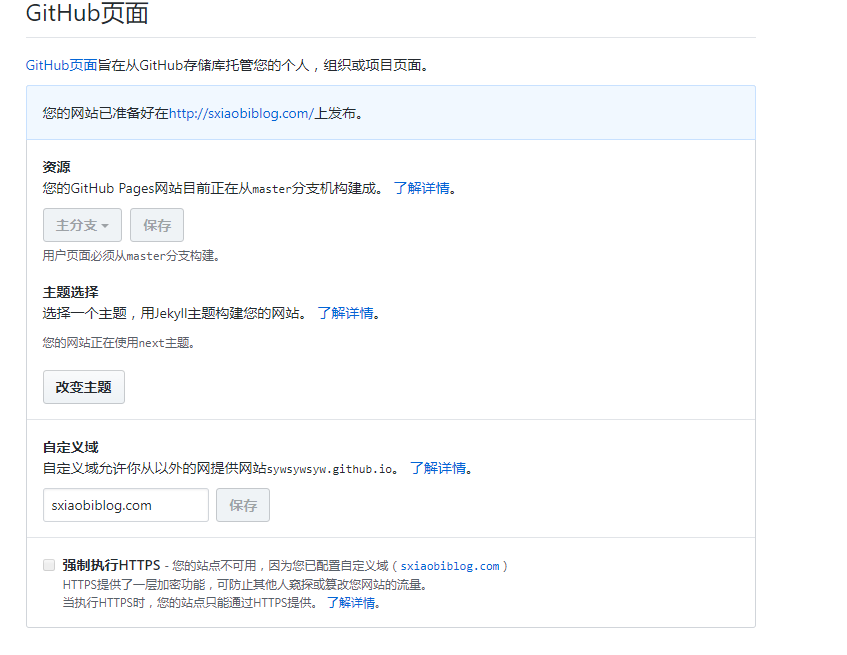 GitHub页面
GitHub页面旨在从GitHub存储库托管您的个人，组织或项目页面。
您的网站已准备好在http://sxiaobiblog.com/上发布。
资源
您的GitHub Pages网站目前正在从master分支机构建成。 了解详情。
主分支 保存
用户页面必须从master分支构建。
主题选择
选择一个主题，用Jekyll主题构建您的网站。 了解详情。
您的网站正在使用next主题。
改变主题
自定义域
自定义域允许你从以外的网提供网站sywsywsyw.github.io。 了解详情。
sxiaobiblog.com 保存
强制执行HTTPS - 您的站点不可用，因为您已配置自定义域（sxiaobiblog.com）
HTTPS提供了一层加密功能，可防止其他人窥探或篡改您网站的流量。
当执行HTTPS时，您的站点只能通过HTTPS提供。 了解详情。